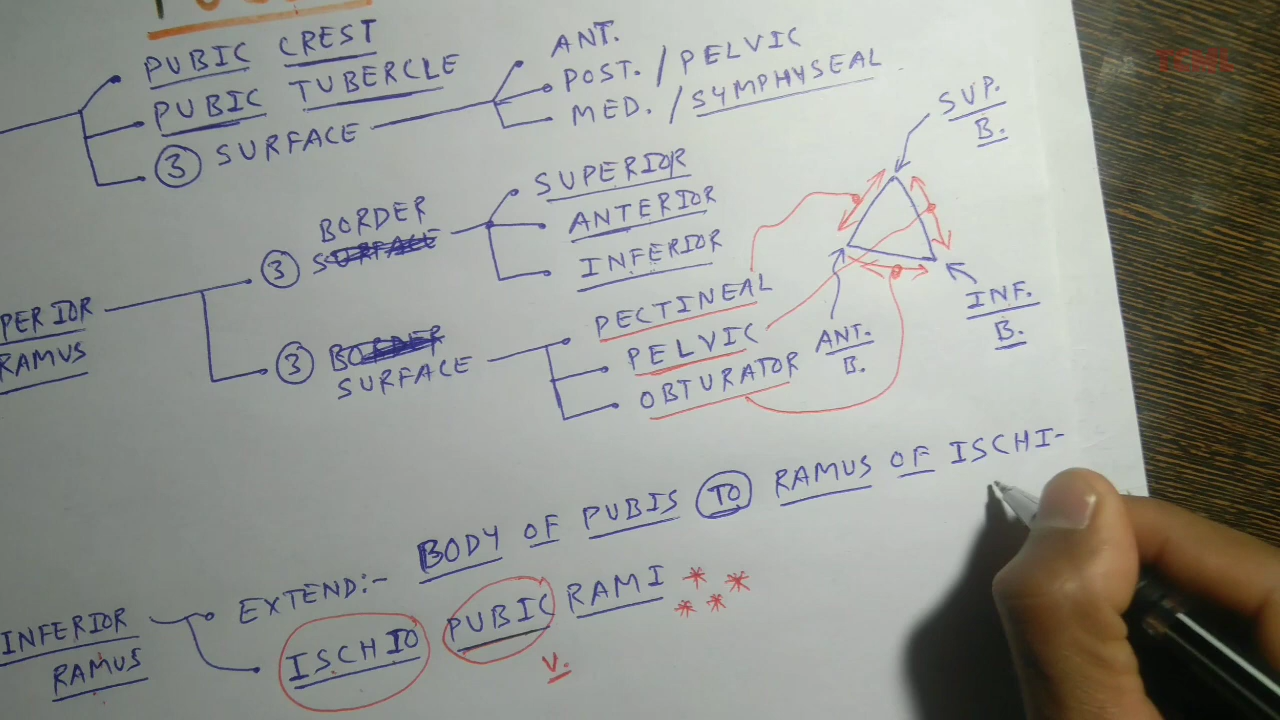 PUBIC CREST
PUBIC TUBERCLE
③ SURFACE
ANT.
POST. / PELVIC
MED. / SYMPHYSEAL
PERIOR
RAMUS
③ BORDER
SUPERIOR
ANTERIOR
INFERIOR
③ SURFACE
PECTINEAL
PELVIC
OBTURATOR
SUP.
B.
ANT.
B.
INF.
B.
INFERIOR
RAMUS
EXTEND:- BODY OF PUBIS TO RAMUS OF ISCHI-
ISCHIO PUBIC RAMI
V.